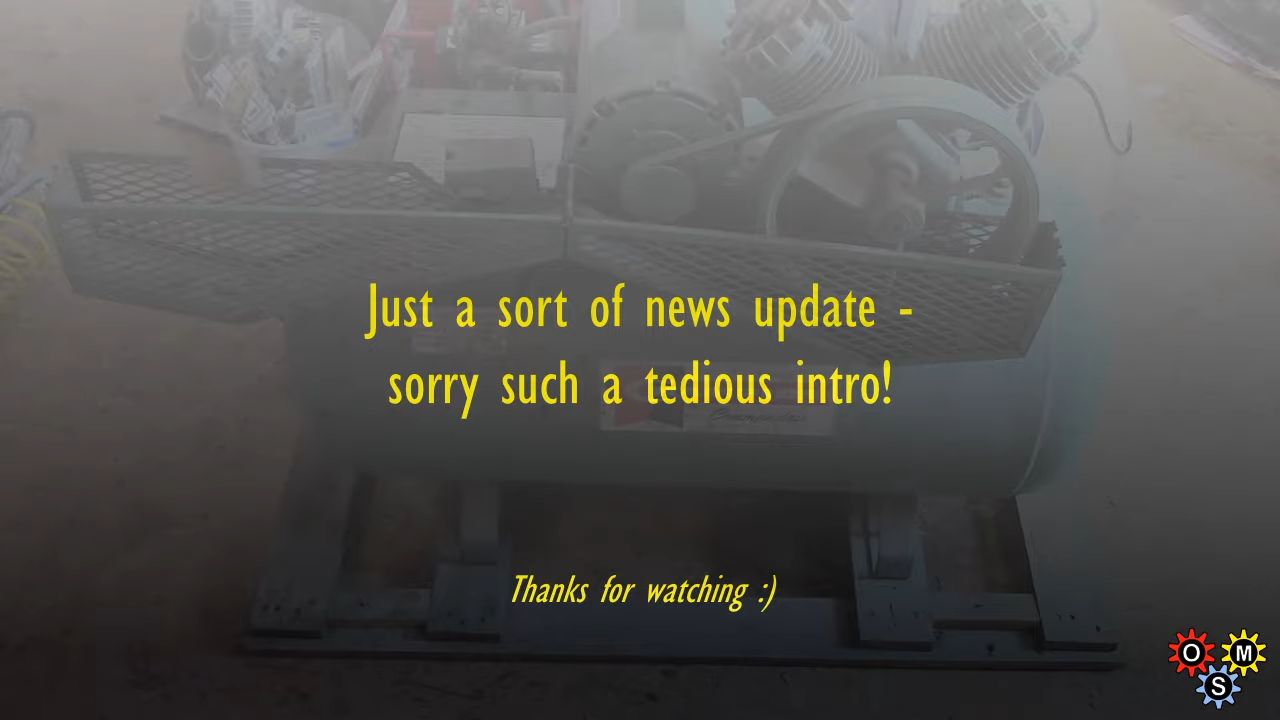 Just a sort of news update -
sorry such a tedious intro!
Thanks for watching :)
O M
S